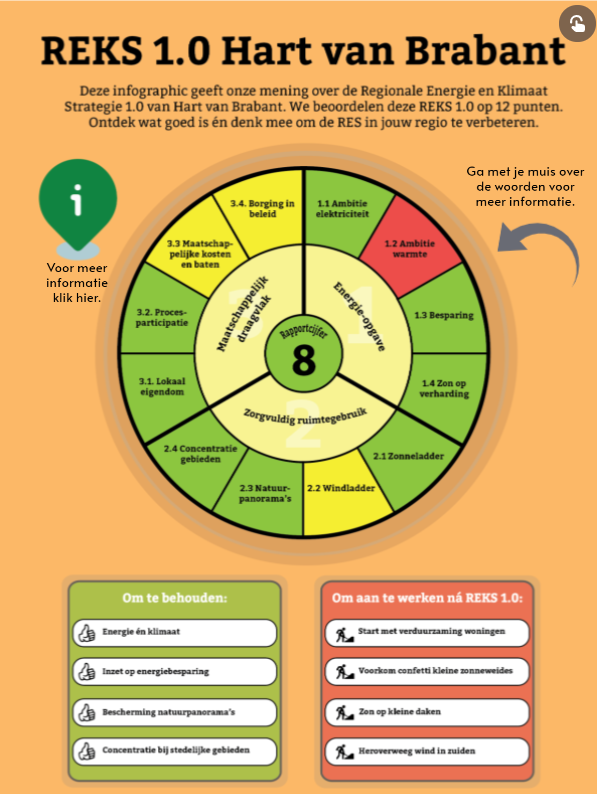 REKS 1.0 Hart van Brabant
Deze infographic geeft onze mening over de Regionale Energie en Klimaat
Strategie 1.0 van Hart van Brabant. We beoordelen deze REKS 1.0 op 12 punten.
Ontdek wat goed is én denk mee om de RES in jouw regio te verbeteren.
i
Voor meer
informatie
klik hier.
Ga met je muis over
de woorden voor
meer informatie.
3.4. Borging in
beleid
1.1 Ambitie
elektriciteit
3.3 Maatschap-
pelijke kosten
en baten
1.2 Ambitie
warmte
3.2. Proces-
participatie
1.3 Besparing
3.1. Lokaal
eigendom
1.4 Zon op
verharding
2.4 Concentratie
gebieden
2.1 Zonneladder
2.3 Natuur-
panorama's
2.2 Windladder
3
Maatschappelijk
draagvlak
1
Energie-opgave
Rapportcijfer
8
2
Zorgvuldig ruimtegebruik
Om te behouden:
Energie én klimaat
Inzet op energiebesparing
Bescherming natuurpanorama's
Concentratie bij stedelijke gebieden
Om aan te werken ná REKS 1.0:
Start met verduurzaming woningen
Voorkom confetti kleine zonneweides
Zon op kleine daken
Heroverweeg wind in zuiden